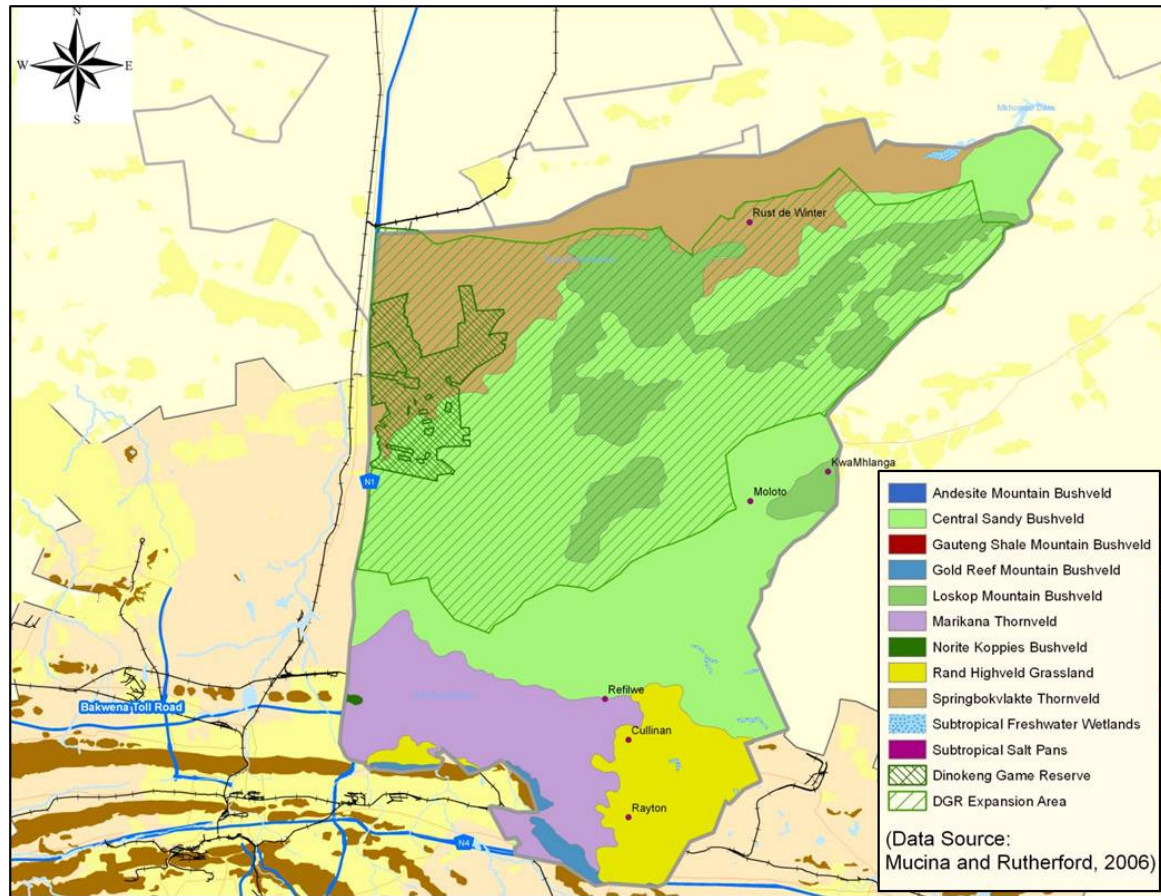 N
W
E
S
Rust de Winter
KwaMhlanga
Moloto
N1
Refilwe
Bakwena Toll Road
Cullinan
Rayton
N4
Andesite Mountain Bushveld
Central Sandy Bushveld
Gauteng Shale Mountain Bushveld
Gold Reef Mountain Bushveld
Loskop Mountain Bushveld
Marikana Thornveld
Norite Koppies Bushveld
Rand Highveld Grassland
Springbokvlakte Thornveld
Subtropical Freshwater Wetlands
Subtropical Salt Pans
Dinokeng Game Reserve
DGR Expansion Area
(Data Source:
Mucina and Rutherford, 2006)